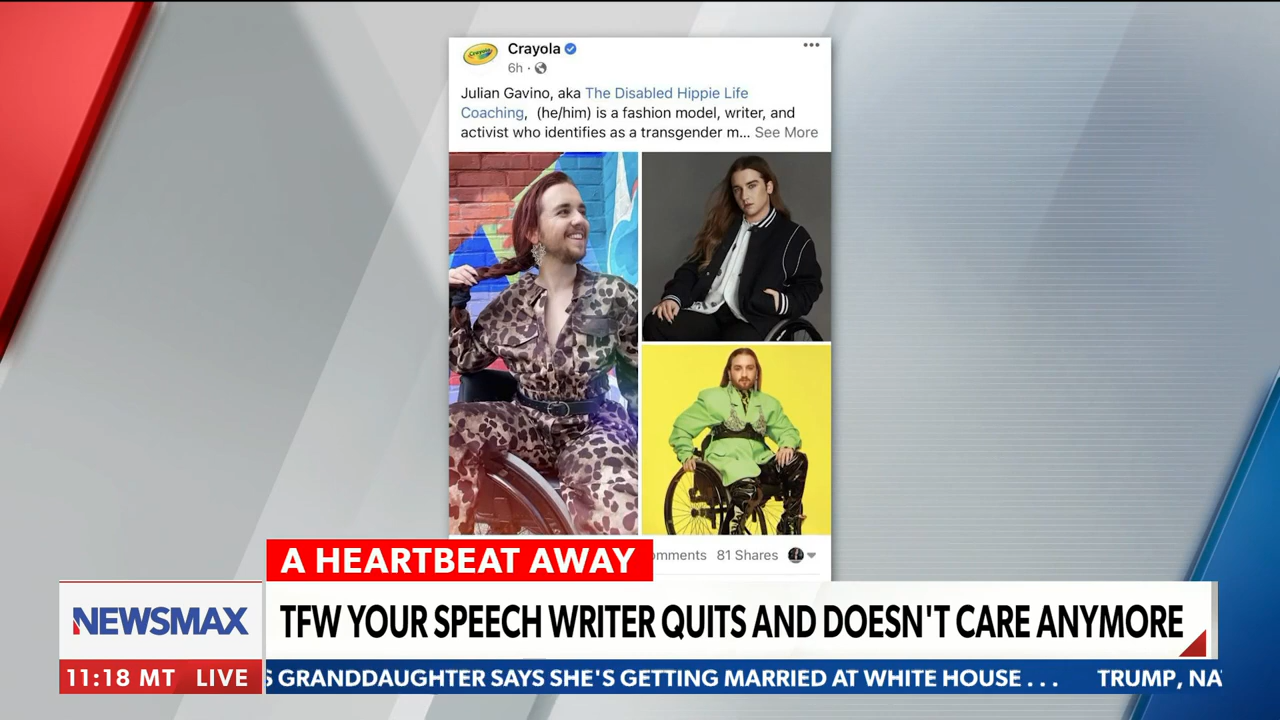 Crayola
Crayola
6h ·
Julian Gavino, aka The Disabled Hippie Life
Coaching, (he/him) is a fashion model, writer, and
activist who identifies as a transgender m... See More
omments 81 Shares
A HEARTBEAT AWAY
NEWSMAX
TFW YOUR SPEECH WRITER QUITS AND DOESN'T CARE ANYMORE
11:18 MT LIVE
S GRANDDAUGHTER SAYS SHE'S GETTING MARRIED AT WHITE HOUSE . . . TRUMP, NA